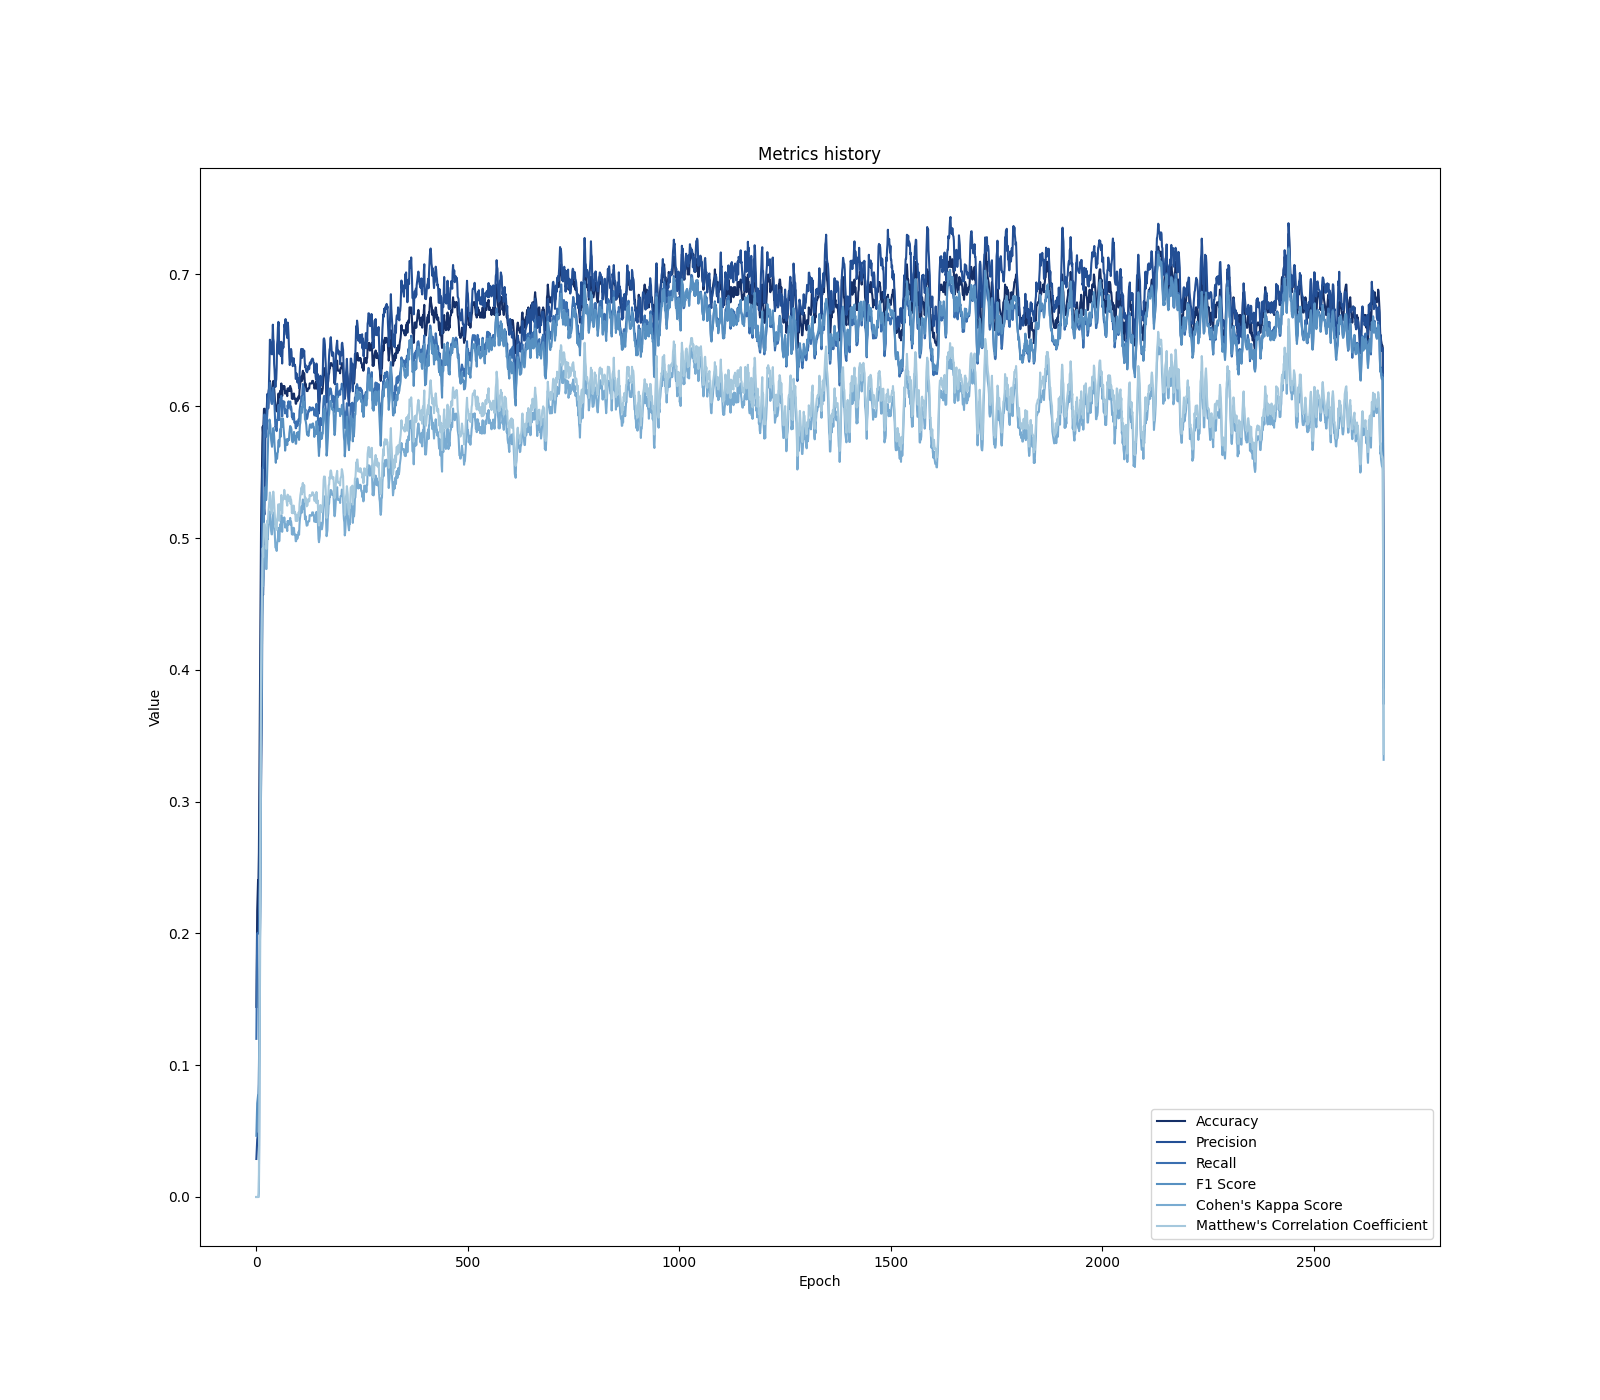 Metrics history
0.7
0.6
0.5
0.4
0.3
0.2
0.1
0.0
Value
0 500 1000 1500 2000 2500
Epoch
Accuracy
Precision
Recall
F1 Score
Cohen's Kappa Score
Matthew's Correlation Coefficient